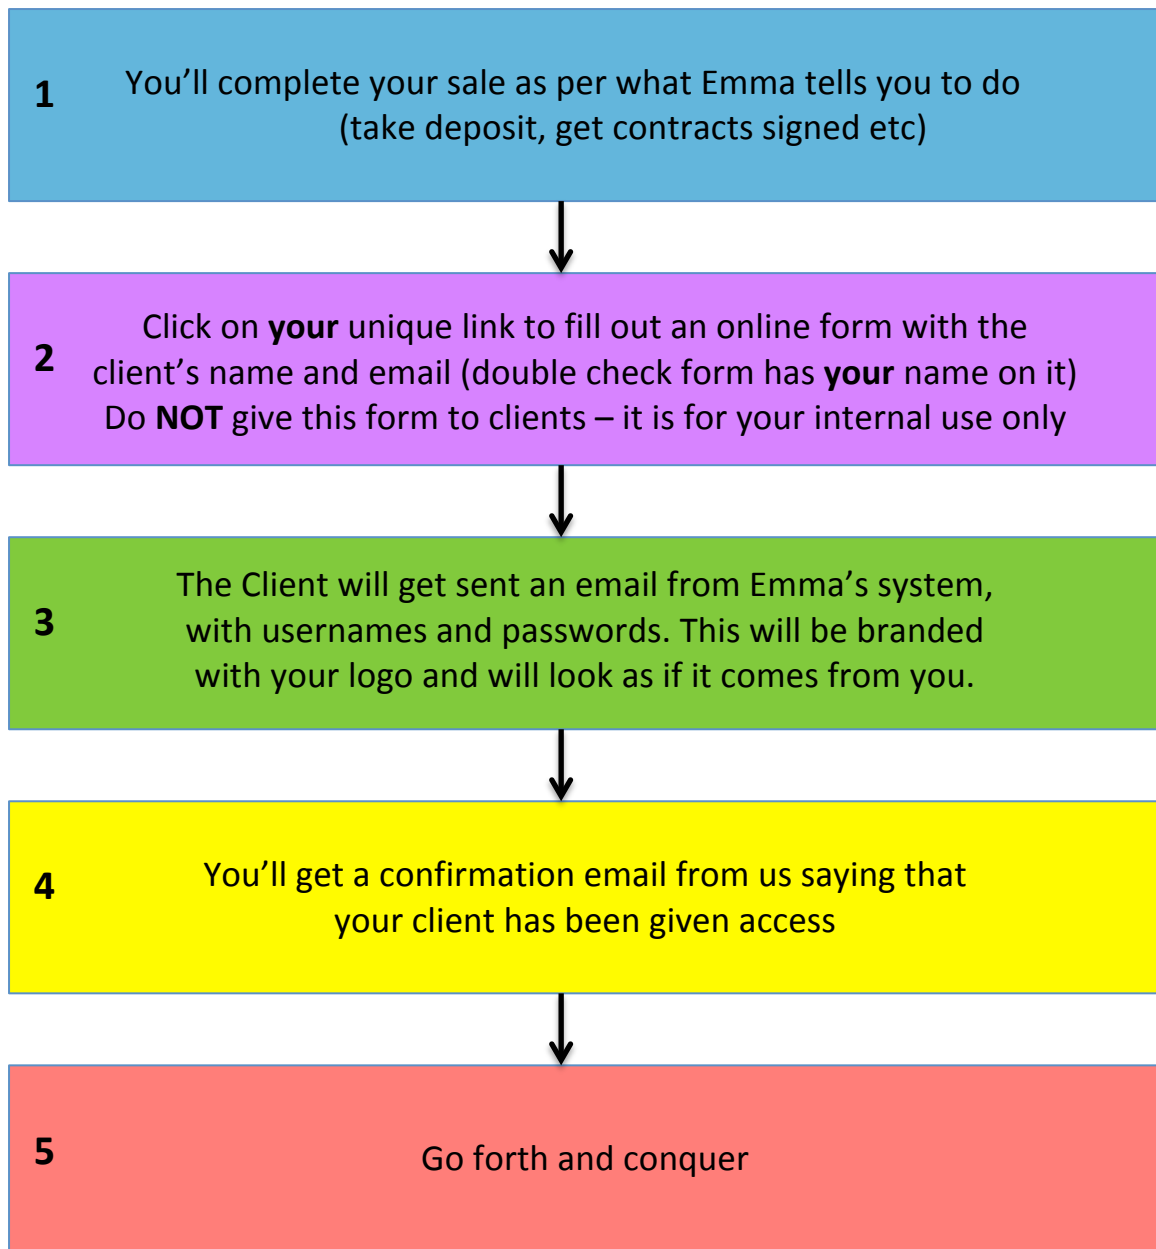 1
You’ll complete your sale as per what Emma tells you to do
(take deposit, get contracts signed etc)
2
Click on your unique link to fill out an online form with the
client’s name and email (double check form has your name on it)
Do NOT give this form to clients – it is for your internal use only
3
The Client will get sent an email from Emma’s system,
with usernames and passwords. This will be branded
with your logo and will look as if it comes from you.
4
You’ll get a confirmation email from us saying that
your client has been given access
5
Go forth and conquer